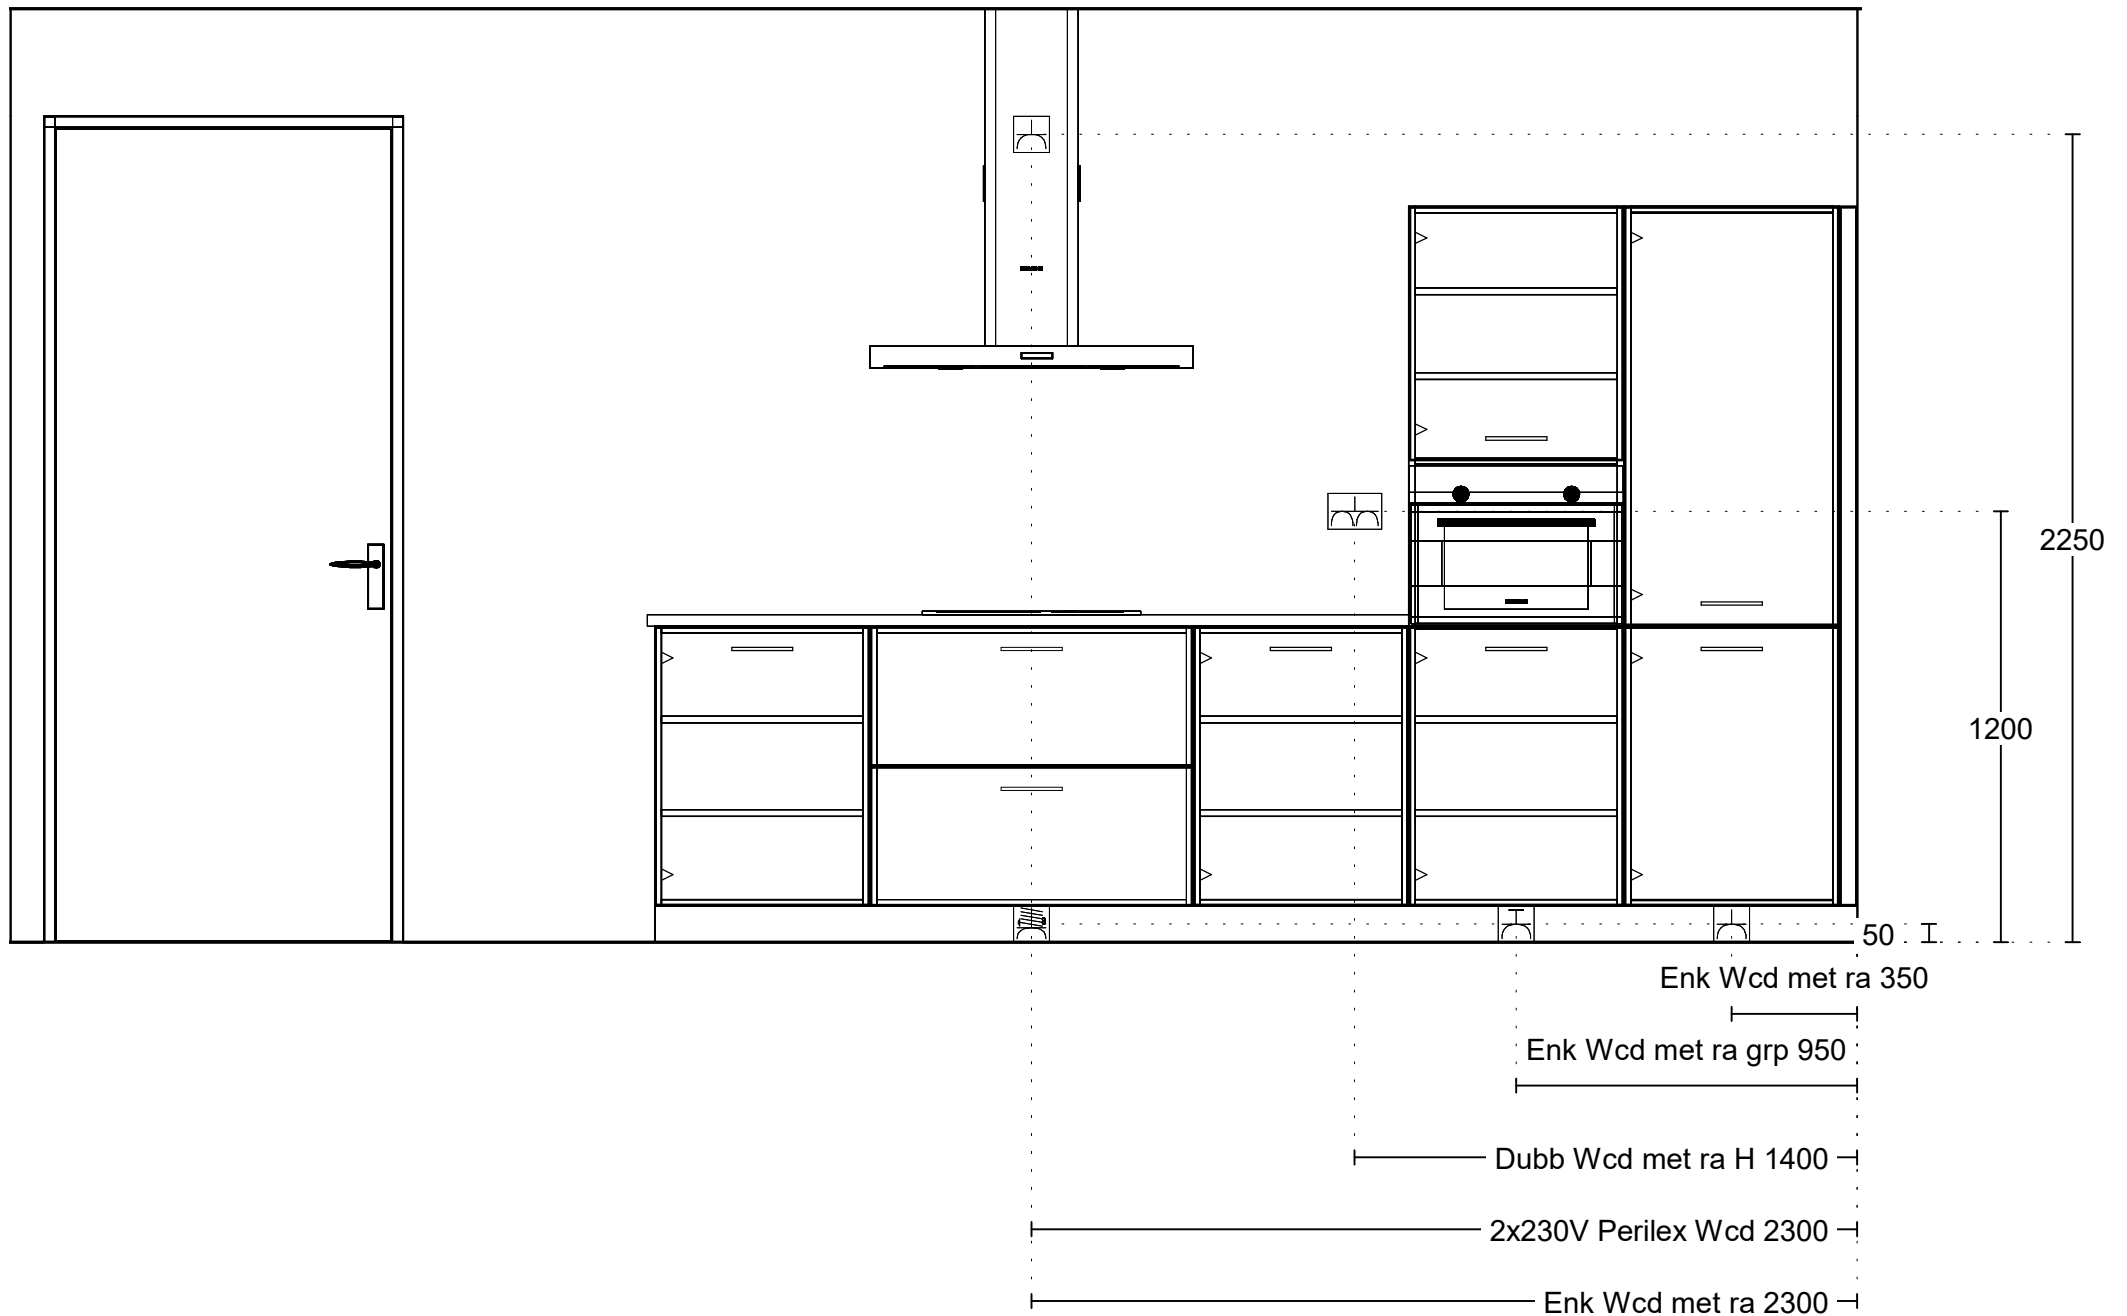 2250
1200
50
Enk Wcd met ra 350
Enk Wcd met ra grp 950
Dubb Wcd met ra H 1400
2x230V Perilex Wcd 2300
Enk Wcd met ra 2300